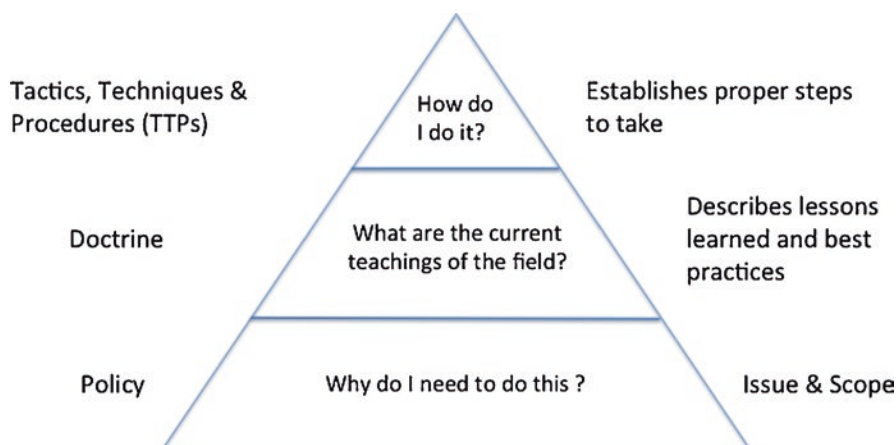 Tactics, Techniques &
Procedures (TTPs)
How do
I do it?
Establishes proper steps
to take
Doctrine
What are the current
teachings of the field?
Describes lessons
learned and best
practices
Policy
Why do I need to do this ?
Issue & Scope